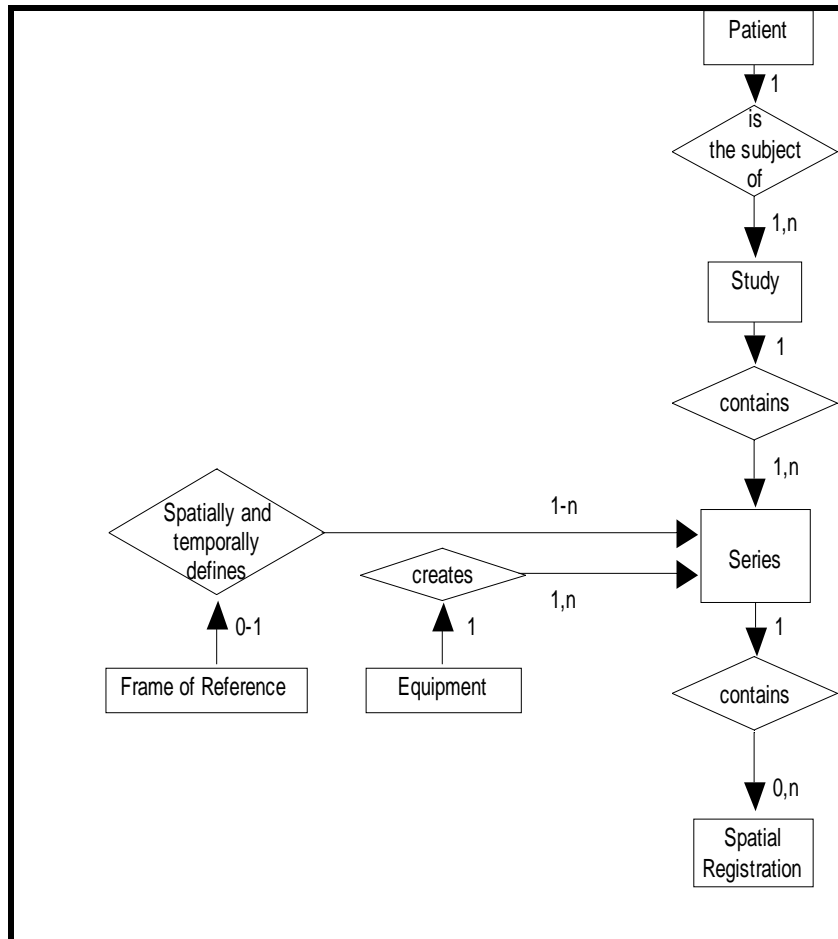 Patient
1
is
the subject
of
1,n
Study
1
contains
1,n
Spatially and
temporally
defines
1-n
creates
1,n
Series
0-1
1
1
Frame of Reference
Equipment
contains
0,n
Spatial
Registration